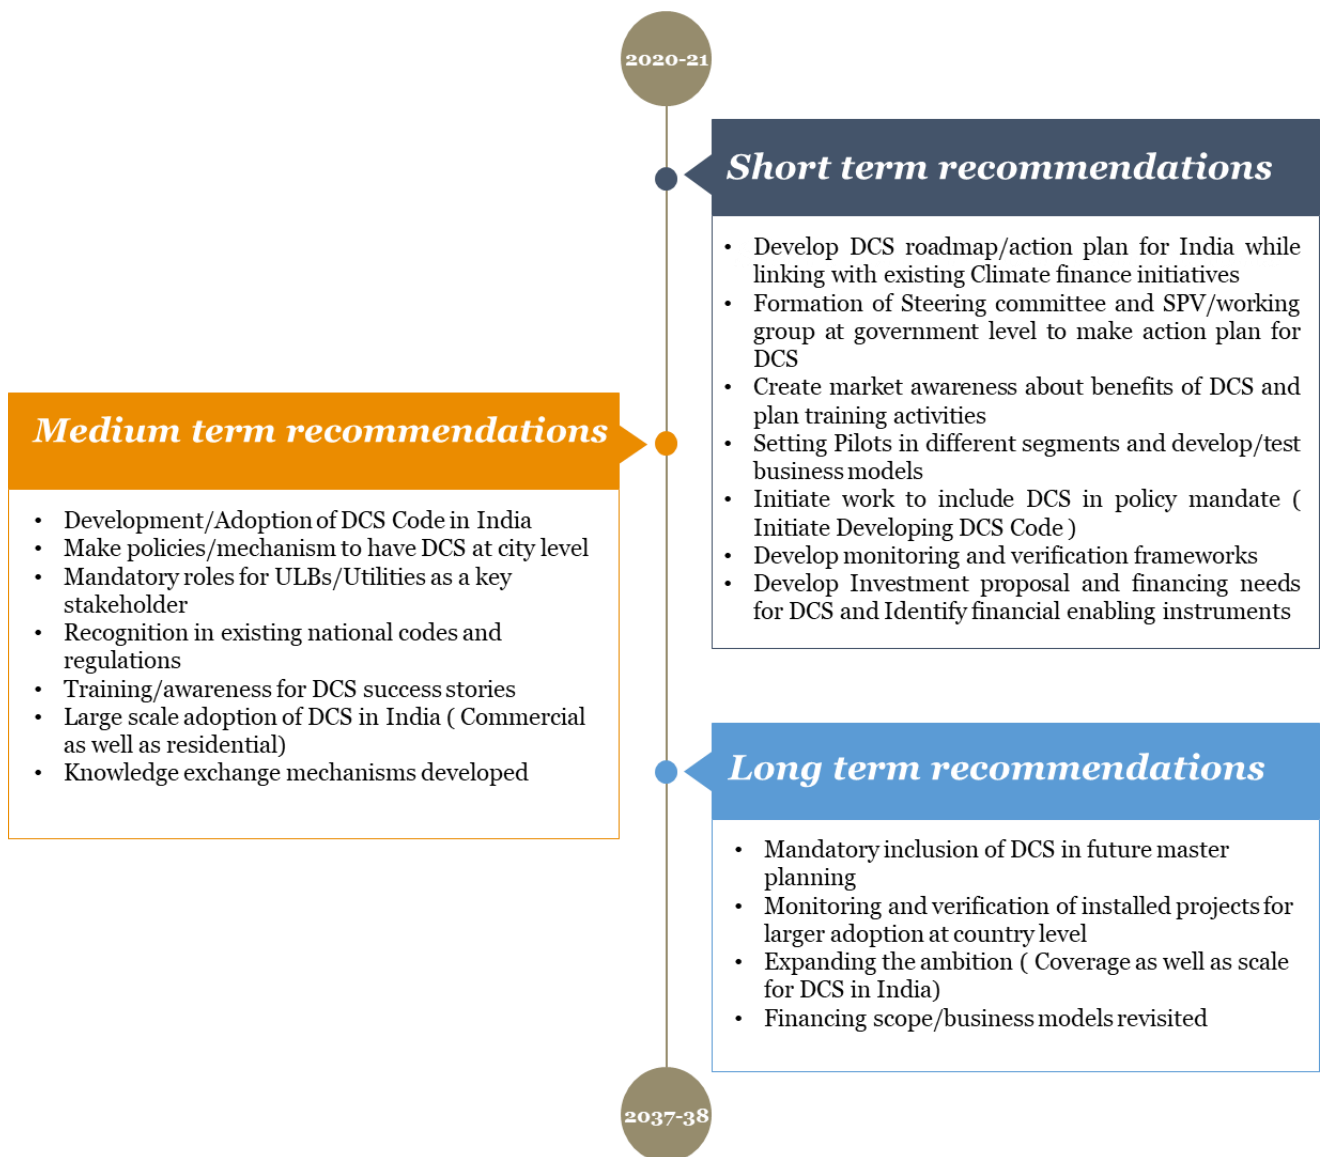 2020-21
Short term recommendations
• Develop DCS roadmap/action plan for India while
linking with existing Climate finance initiatives
• Formation of Steering committee and SPV/working
group at government level to make action plan for
DCS
• Create market awareness about benefits of DCS and
plan training activities
• Setting Pilots in different segments and develop/test
business models
• Initiate work to include DCS in policy mandate (
Initiate Developing DCS Code )
• Develop monitoring and verification frameworks
• Develop Investment proposal and financing needs
for DCS and Identify financial enabling instruments
Medium term recommendations
• Development/Adoption of DCS Code in India
• Make policies/mechanism to have DCS at city level
• Mandatory roles for ULBs/Utilities as a key
stakeholder
• Recognition in existing national codes and
regulations
• Training/awareness for DCS success stories
• Large scale adoption of DCS in India ( Commercial
as well as residential)
• Knowledge exchange mechanisms developed
Long term recommendations
• Mandatory inclusion of DCS in future master
planning
• Monitoring and verification of installed projects for
larger adoption at country level
• Expanding the ambition ( Coverage as well as scale
for DCS in India)
• Financing scope/business models revisited
2037-38